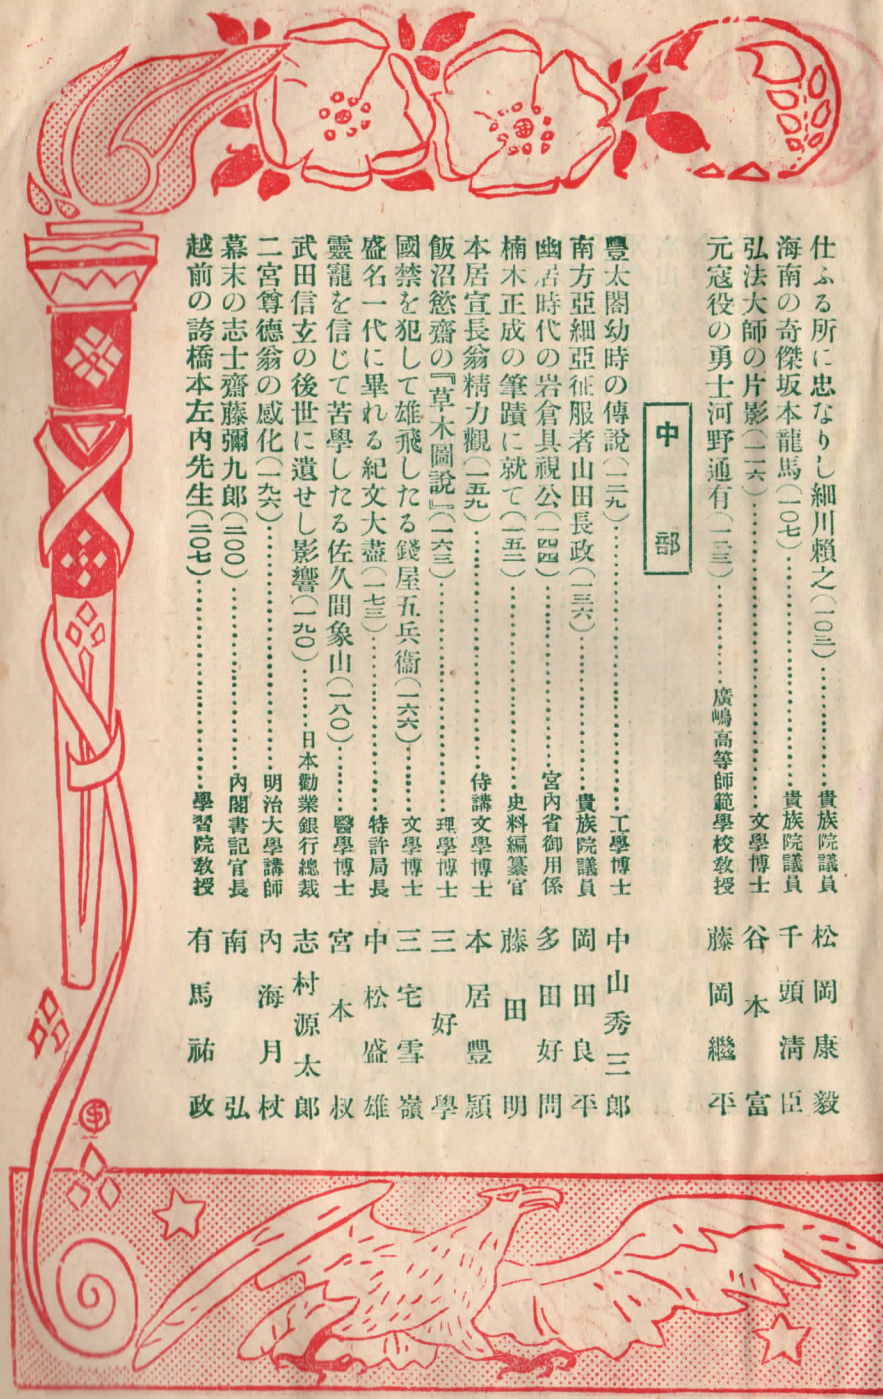 仕ふる所に忠なりし細川賴之(一〇三)…………貴族院議員 松岡康毅
海南の奇傑坂本龍馬(一〇七)…………貴族院議員 千頭淸臣
弘法大師の片影(一一六)…………文學博士 谷本富
元寇役の勇士河野通有(一二三)…………廣嶋高等師範學校敎授 藤岡繼平
中部
豐太閤幼時の傳說(一二九)…………工學博士 中山秀三郎
南方亞細亞征服者山田長政(一三六)…………貴族院議員 岡田良平
幽居時代の岩倉具視公(一四四)…………宮內省御用係 多田好問
楠木正成の筆蹟に就て(一五二)…………史料編纂官 藤田明
本居宣長翁精力觀(一五九)…………侍講文學博士 本居豐頴
飯沼慾齋の『草木圖說』(一六三)…………理學博士 三好學
國禁を犯して雄飛したる錢屋五兵衞(一六六)…………文學博士 三宅雪嶺
盛名一代に畢れる紀文大盡(一七三)…………特許局長 中松盛雄
靈寵を信じて苦學したる佐久間象山(一八〇)…………醫學博士 宮本叔
武田信玄の後世に遺せし影響(一九〇)…………日本勸業銀行總裁 志村源太郎
二宮尊德翁の感化(一九六)…………明治大學講師 內海月杖
幕末の志士齋藤彌九郎(二〇〇)…………內閣書記官長 南弘
越前の誇橋本左內先生(二〇七)…………學習院敎授 有馬祐政